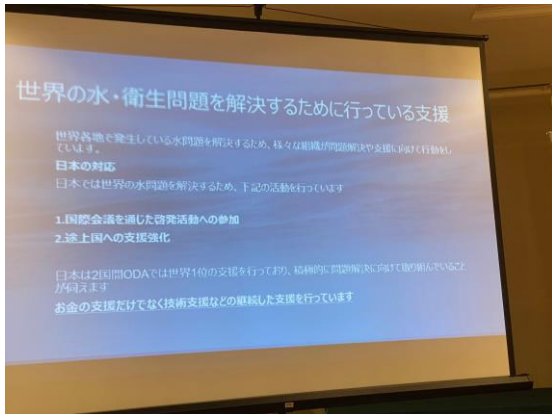 世界の水・衛生問題を解決するために行っている支援
世界各地で発生している水問題を解決するため、様々な組織が問題解決や支援に向けて行動をし
ています。
日本の対応
日本では世界の水問題を解決するため、下記の活動を行っています
1.国際会議を通じた啓発活動への参加
2.途上国への支援強化
日本は2国間ODAでは世界1位の支援を行っており、積極的に問題解決に向けて取り組んでいること
が伺えます
お金の支援だけでなく技術支援などの継続した支援を行っています